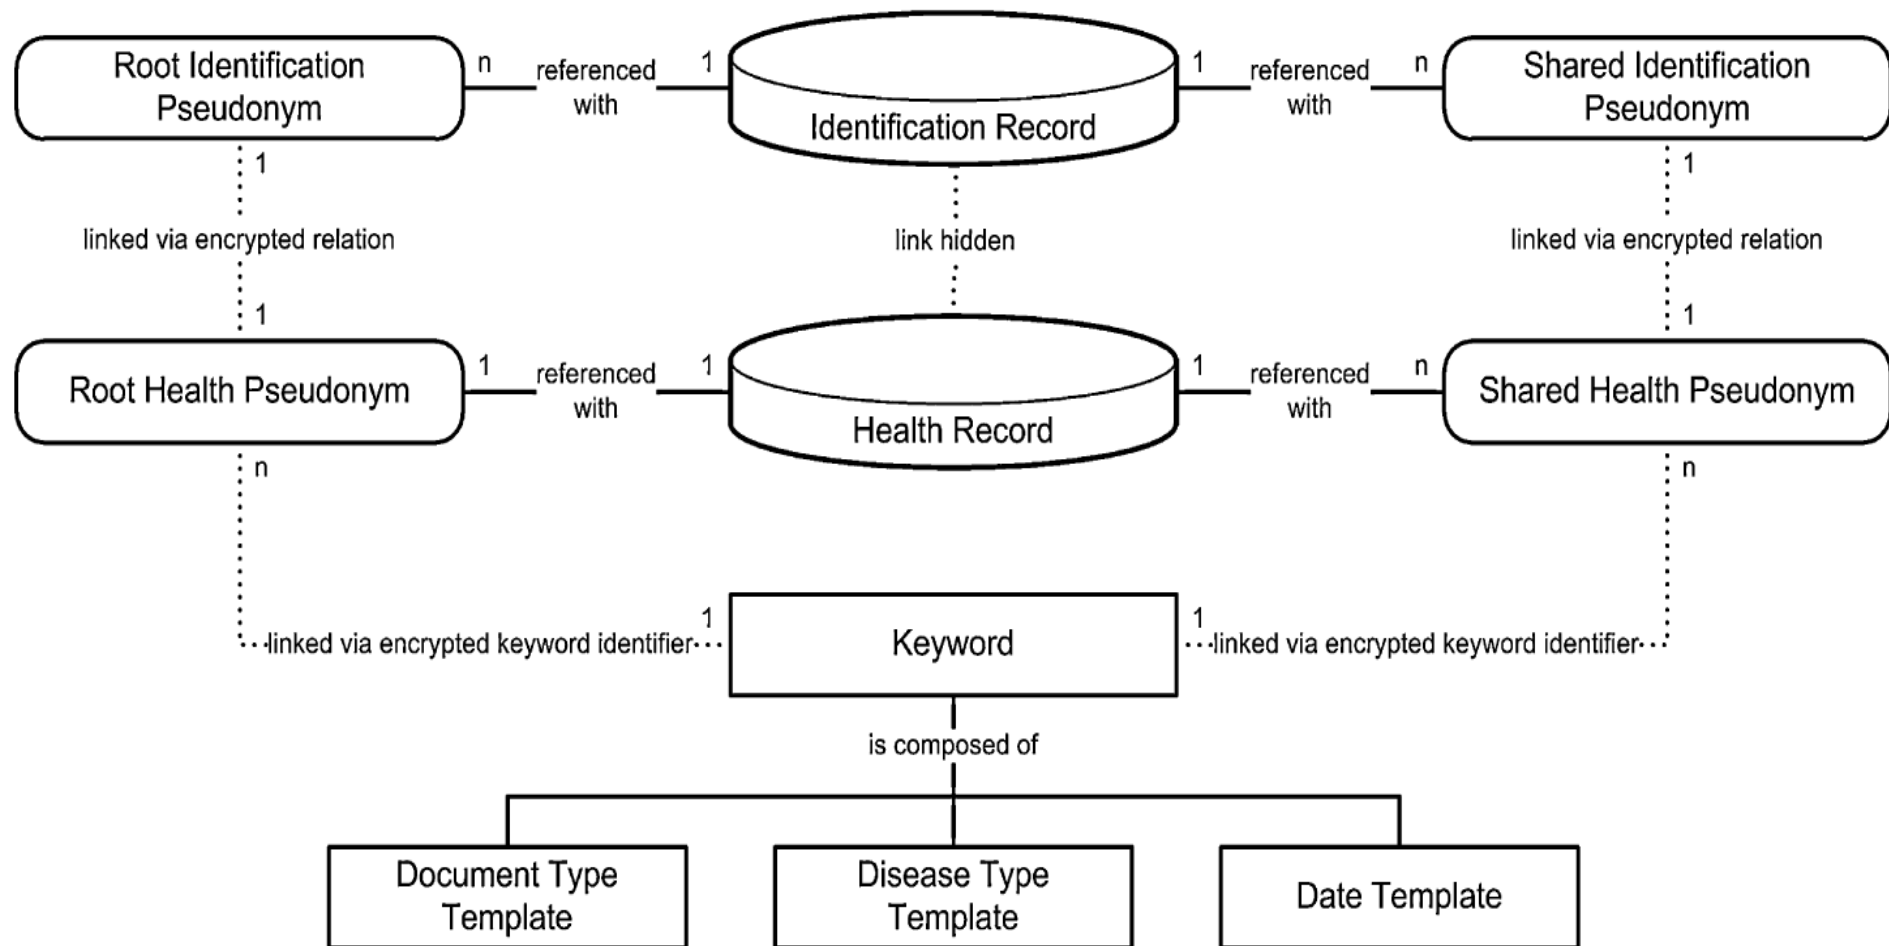 Root Identification
Pseudonym
n
referenced
with
1
Identification Record
1
referenced
with
n
Shared Identification
Pseudonym
1
linked via encrypted relation
1
link hidden
1
linked via encrypted relation
1
Root Health Pseudonym
1
referenced
with
1
Health Record
1
referenced
with
n
Shared Health Pseudonym
n
linked via encrypted keyword identifier
1
Keyword
1
linked via encrypted keyword identifier
n
is composed of
Document Type
Template
Disease Type
Template
Date Template